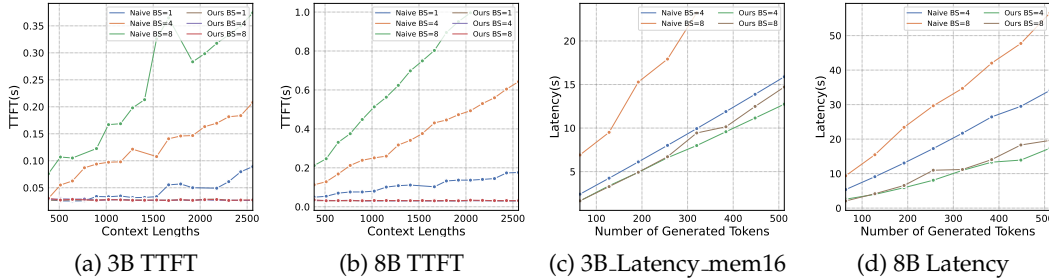 Naive BS=1 Ours BS=1
Naive BS=4 Ours BS=4
Naive BS=8 Ours BS=8
0.35
0.30
0.25
0.20
0.15
0.10
0.05
TTFT(s)
500 1000 1500 2000 2500
Context Lengths
(a) 3B TTFT
Naive BS=1 Ours BS=1
Naive BS=4 Ours BS=4
Naive BS=8 Ours BS=8
0.8
0.6
0.4
0.2
0.0
TTFT(s)
500 1000 1500 2000 2500
Context Lengths
(b) 8B TTFT
Naive BS=4 Ours BS=4
Naive BS=8 Ours BS=8
20
15
10
5
Latency(s)
100 200 300 400 500
Number of Generated Tokens
(c) 3B_Latency_mem16
Naive BS=4 Ours BS=4
Naive BS=8 Ours BS=8
50
40
30
20
10
0
Latency(s)
100 200 300 400 500
Number of Generated Tokens
(d) 8B Latency